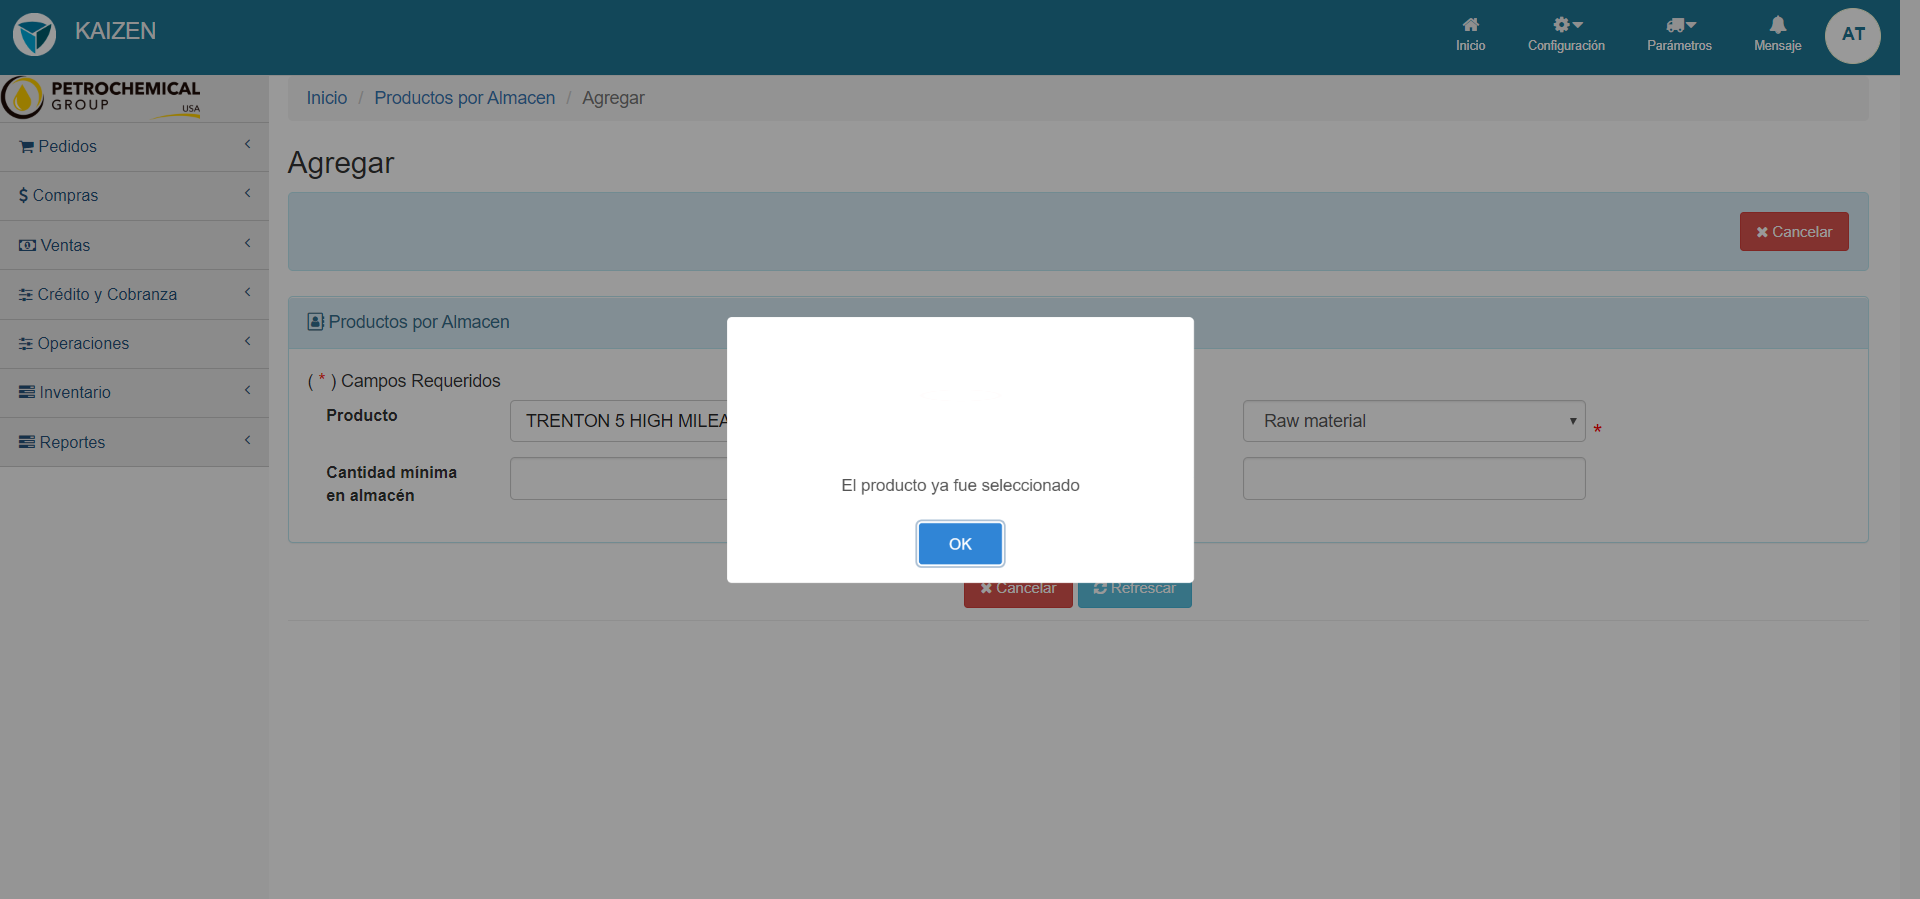 KAIZEN
Inicio
Configuración
Parámetros
Mensaje
AT
PETROCHEMICAL
GROUP
USA
Pedidos
Compras
Ventas
Crédito y Cobranza
Operaciones
Inventario
Reportes
Inicio / Productos por Almacen / Agregar
Agregar
Cancelar
Productos por Almacen
( * ) Campos Requeridos
Producto
TRENTON 5 HIGH MILEA
Raw material
*
Cantidad mínima
en almacén
El producto ya fue seleccionado
OK
Cancelar
Refrescar